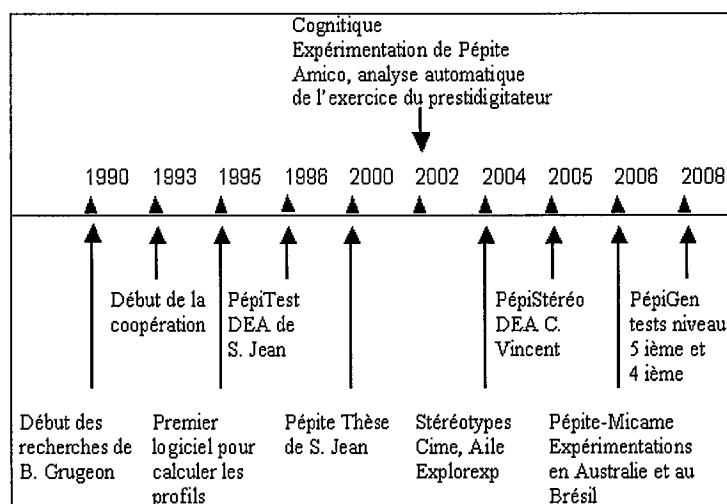 Cognitique
Expérimentation de Pépite
Amico, analyse automatique
de l'exercice du prestidigitateur
1990 1993 1995 1996 2000 2002 2004 2005 2006 2008
Début de la
coopération
PépiTest
DEA de
S. Jean
PépiStéréo
DEA C.
Vincent
PépiGen
tests niveau
5 ième et
4 ième
Début des
recherches de
B. Grugeon
Premier
logiciel pour
calculer les
profils
Pépite Thèse
de S. Jean
Stéréotypes
Cime, Aile
Explorexp
Pépite-Micame
Expérimentations
en Australie et au
Brésil